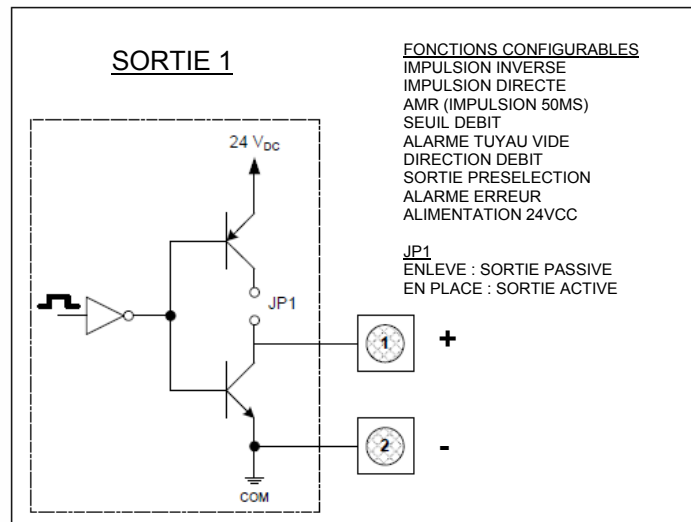 SORTIE 1
FONCTIONS CONFIGURABLES
IMPULSION INVERSE
IMPULSION DIRECTE
AMR (IMPULSION 50MS)
SEUIL DEBIT
ALARME TUYAU VIDE
DIRECTION DEBIT
SORTIE PRESELECTION
ALARME ERREUR
ALIMENTATION 24VCC
JP1
ENLEVE : SORTIE PASSIVE
EN PLACE : SORTIE ACTIVE
24 VDC
JP1
1 +
2 -
COM